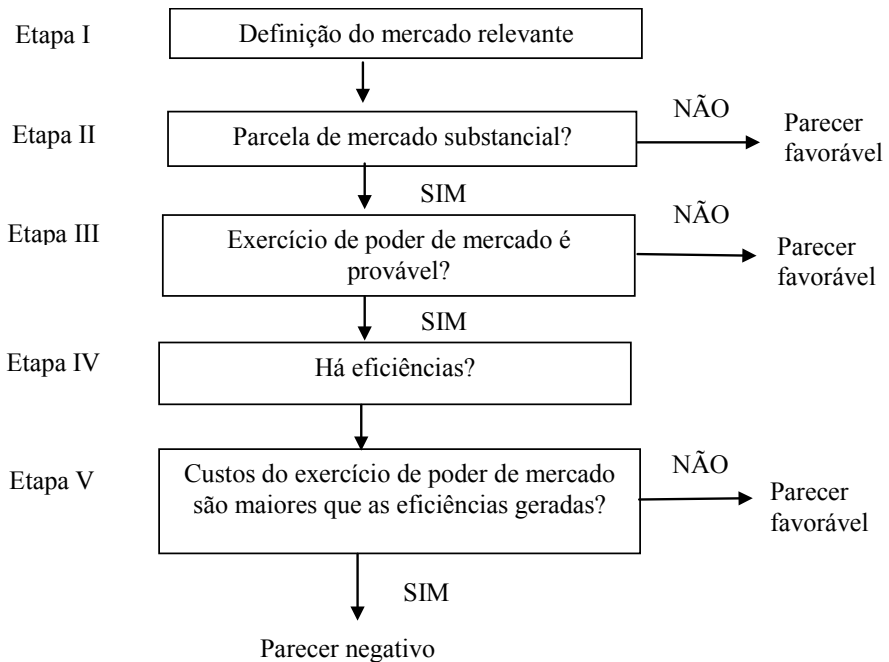 Etapa I
Definição do mercado relevante
Etapa II
Parcela de mercado substancial?
NÃO
Parecer
favorável
SIM
Etapa III
Exercício de poder de mercado é
provável?
NÃO
Parecer
favorável
SIM
Etapa IV
Há eficiências?
Etapa V
Custos do exercício de poder de mercado
são maiores que as eficiências geradas?
NÃO
Parecer
favorável
SIM
Parecer negativo